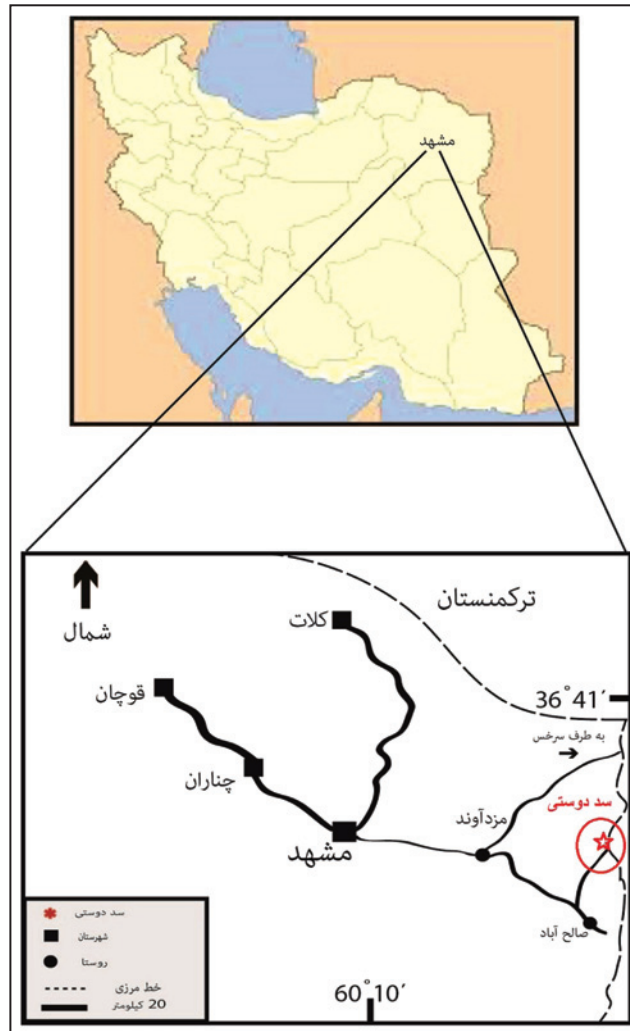 مشهد
ترکمنستان
شمال
کلات
قوچان
36°41′
به طرف سرخس
چناران
سد دوستی
مزدآوند
مشهد
صالح آباد
سد دوستی
شهرستان
روستا
خط مرزی
20 کیلومتر
60°10′